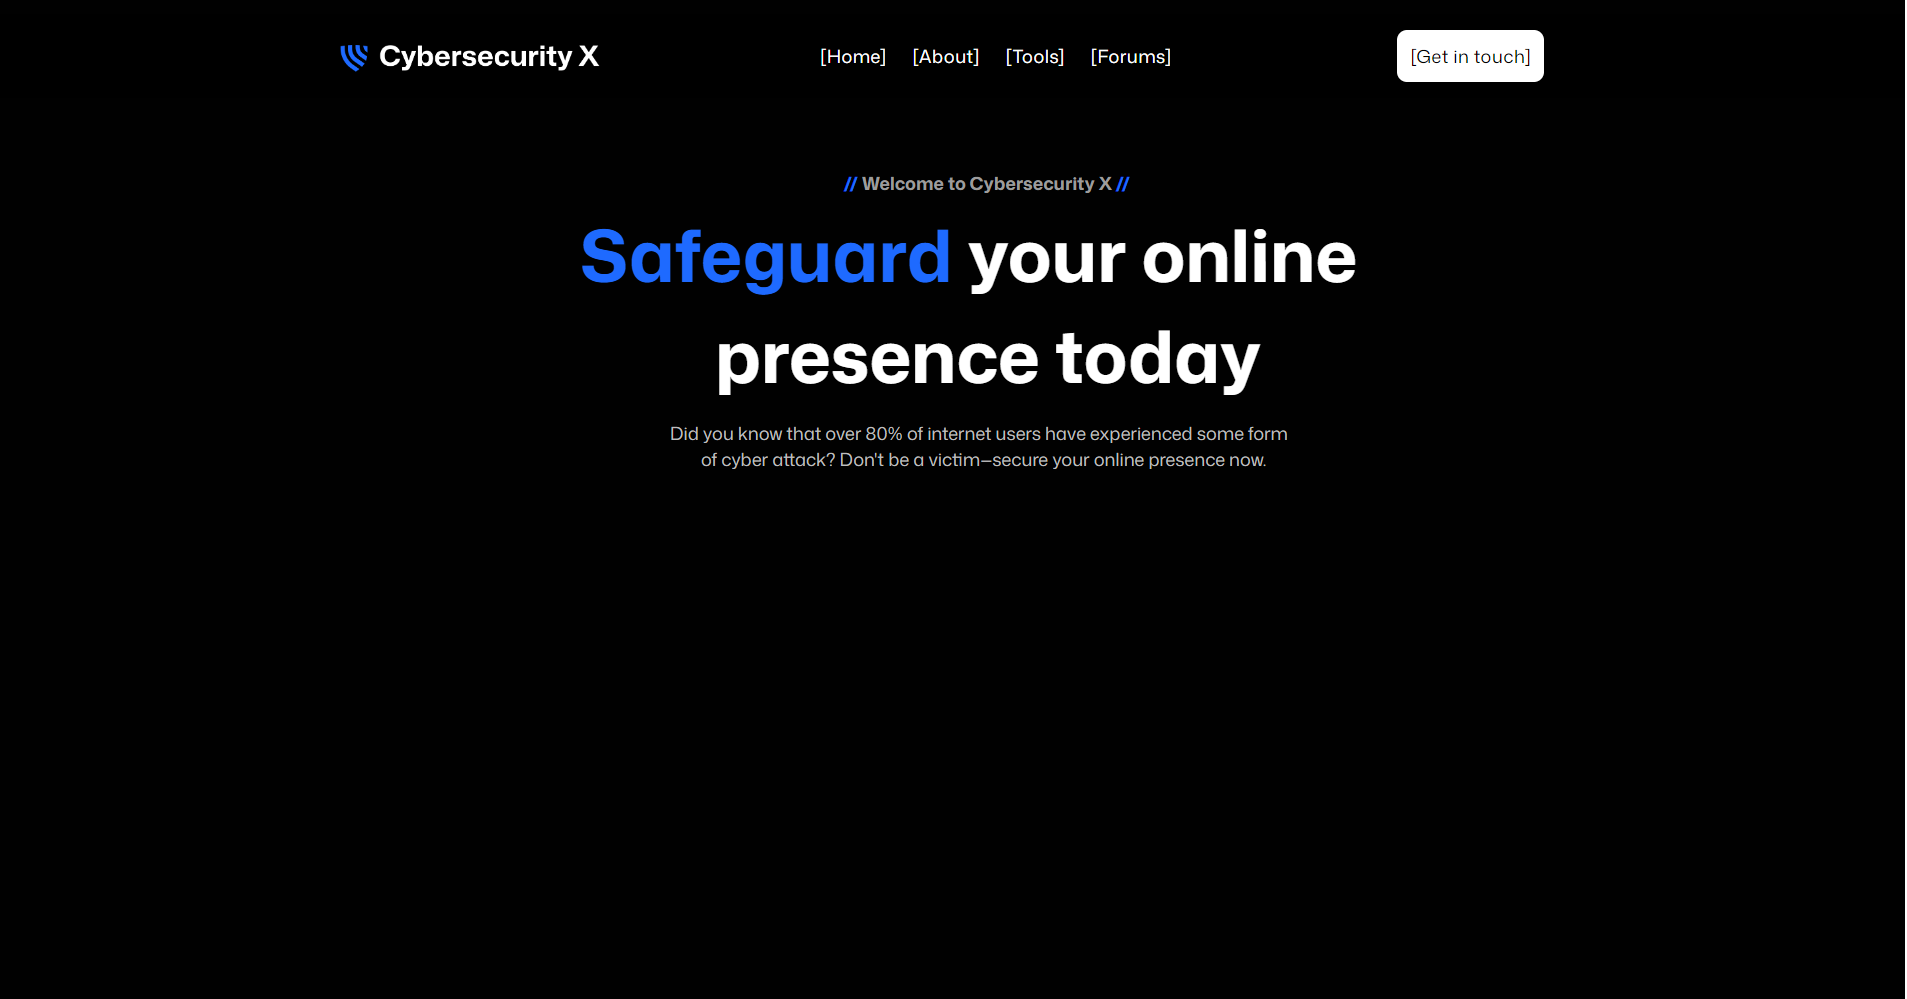 Cybersecurity X
[Home] [About] [Tools] [Forums]
[Get in touch]
// Welcome to Cybersecurity X //
Safeguard your online
presence today
Did you know that over 80% of internet users have experienced some form
of cyber attack? Don't be a victim—secure your online presence now.